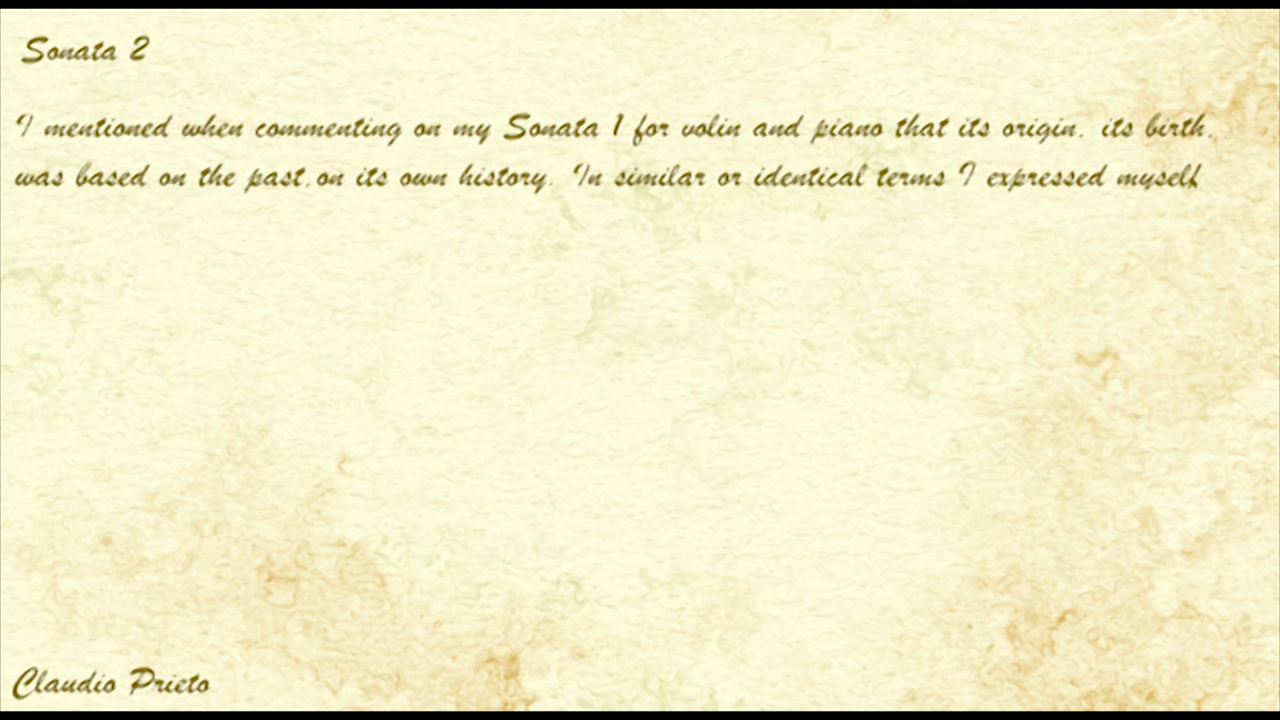 Sonata 2
I mentioned when commenting on my Sonata 1 for volin and piano that its origin, its birth,
was based on the past, on its own history. In similar or identical terms I expressed myself
Claudio Prieto